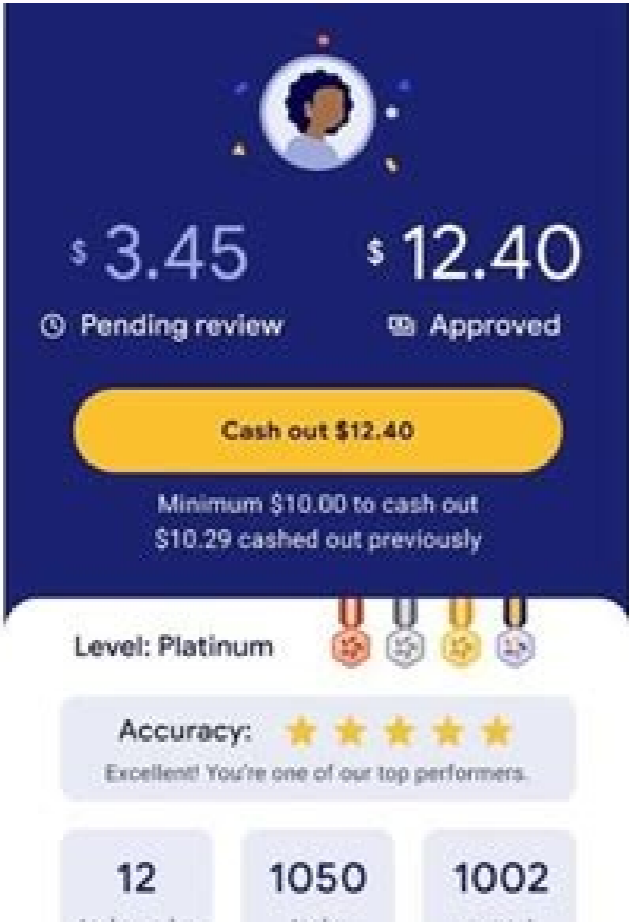 $ 3.45 $ 12.40
Pending review Approved
Cash out $12.40
Minimum $10.00 to cash out
$10.29 cashed out previously
Level: Platinum
Accuracy:
Excellent! You're one of our top performers.
12 1050 1002